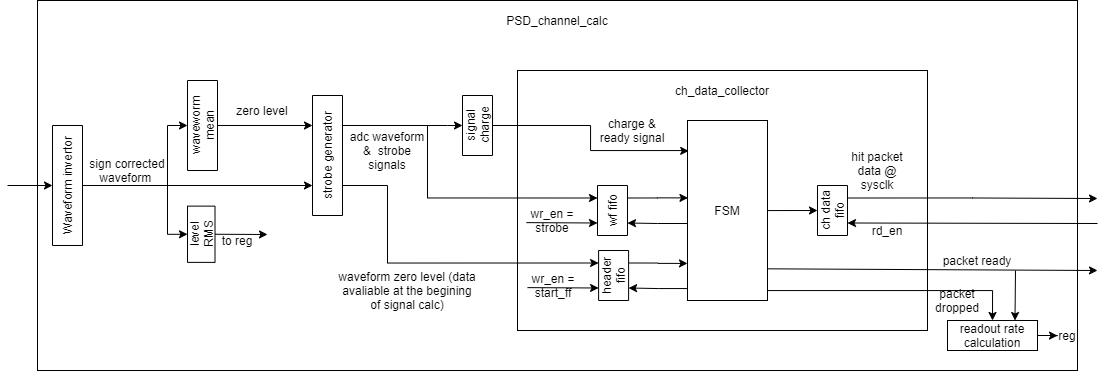 PSD_channel_calc
ch_data_collector
Waveform invertor
sign corrected
waveform
waveworm
mean
zero level
level
RMS
to reg
strobe generator
adc waveform
& strobe
signals
signal
charge
charge &
ready signal
wr_en =
strobe
wf fifo
wr_en =
start_ff
header
fifo
waveform zero level (data
avaliable at the begining
of signal calc)
FSM
ch data
fifo
hit packet
data @
sysclk
rd_en
packet ready
packet
dropped
readout rate
calculation
reg